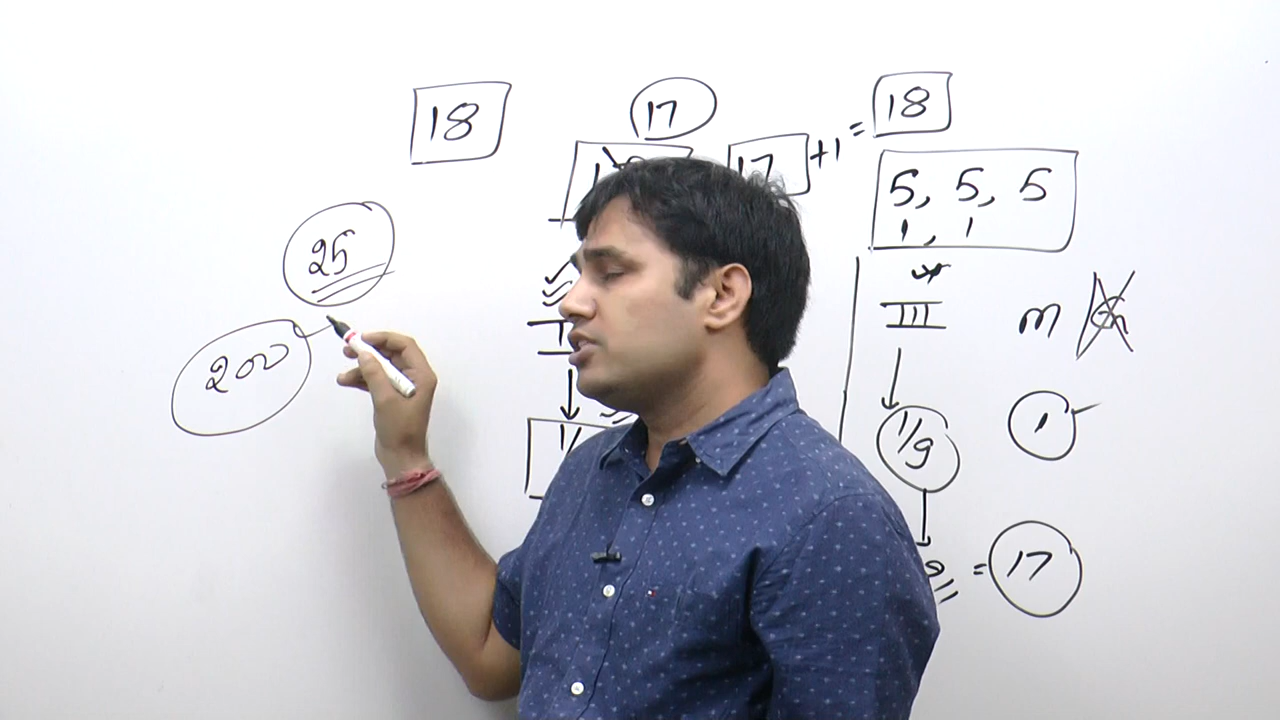 18
17
17 +1 = 18
5, 5, 5
1, 1
25
200
III
m
1/9
1
= 17